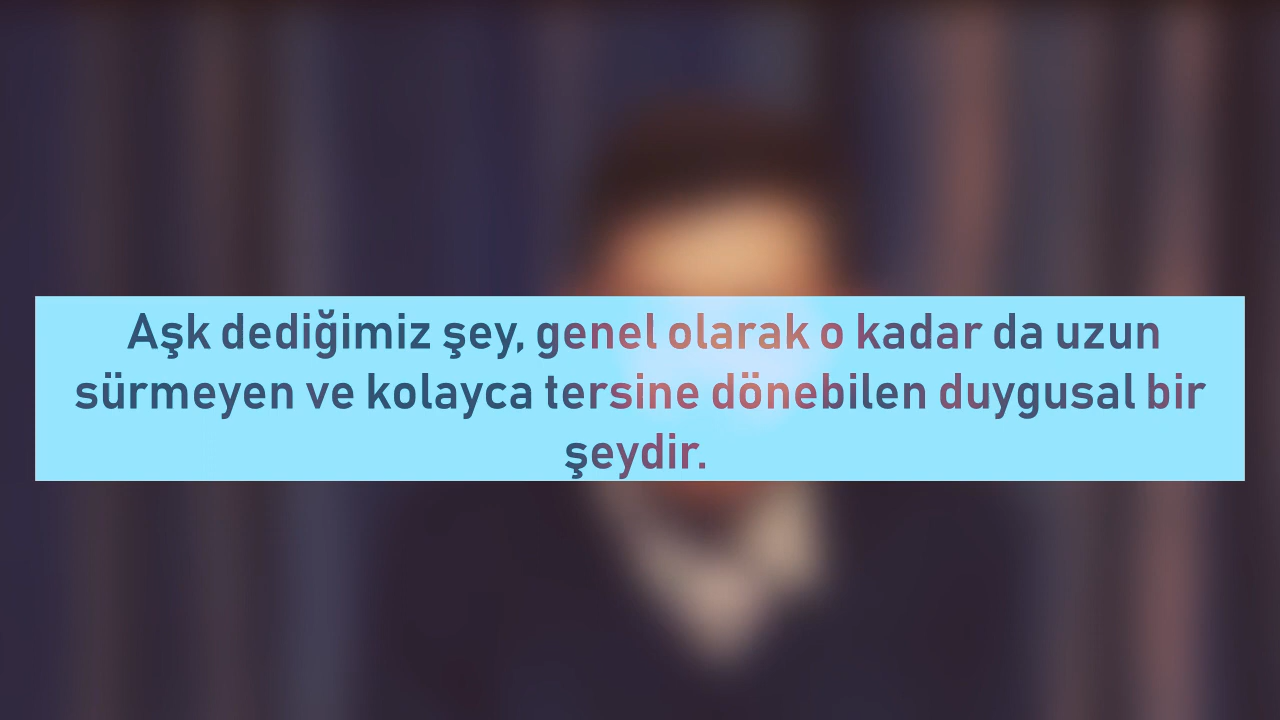 Aşk dediğimiz şey, genel olarak o kadar da uzun
sürmeyen ve kolayca tersine dönebilen duygusal bir
şeydir.